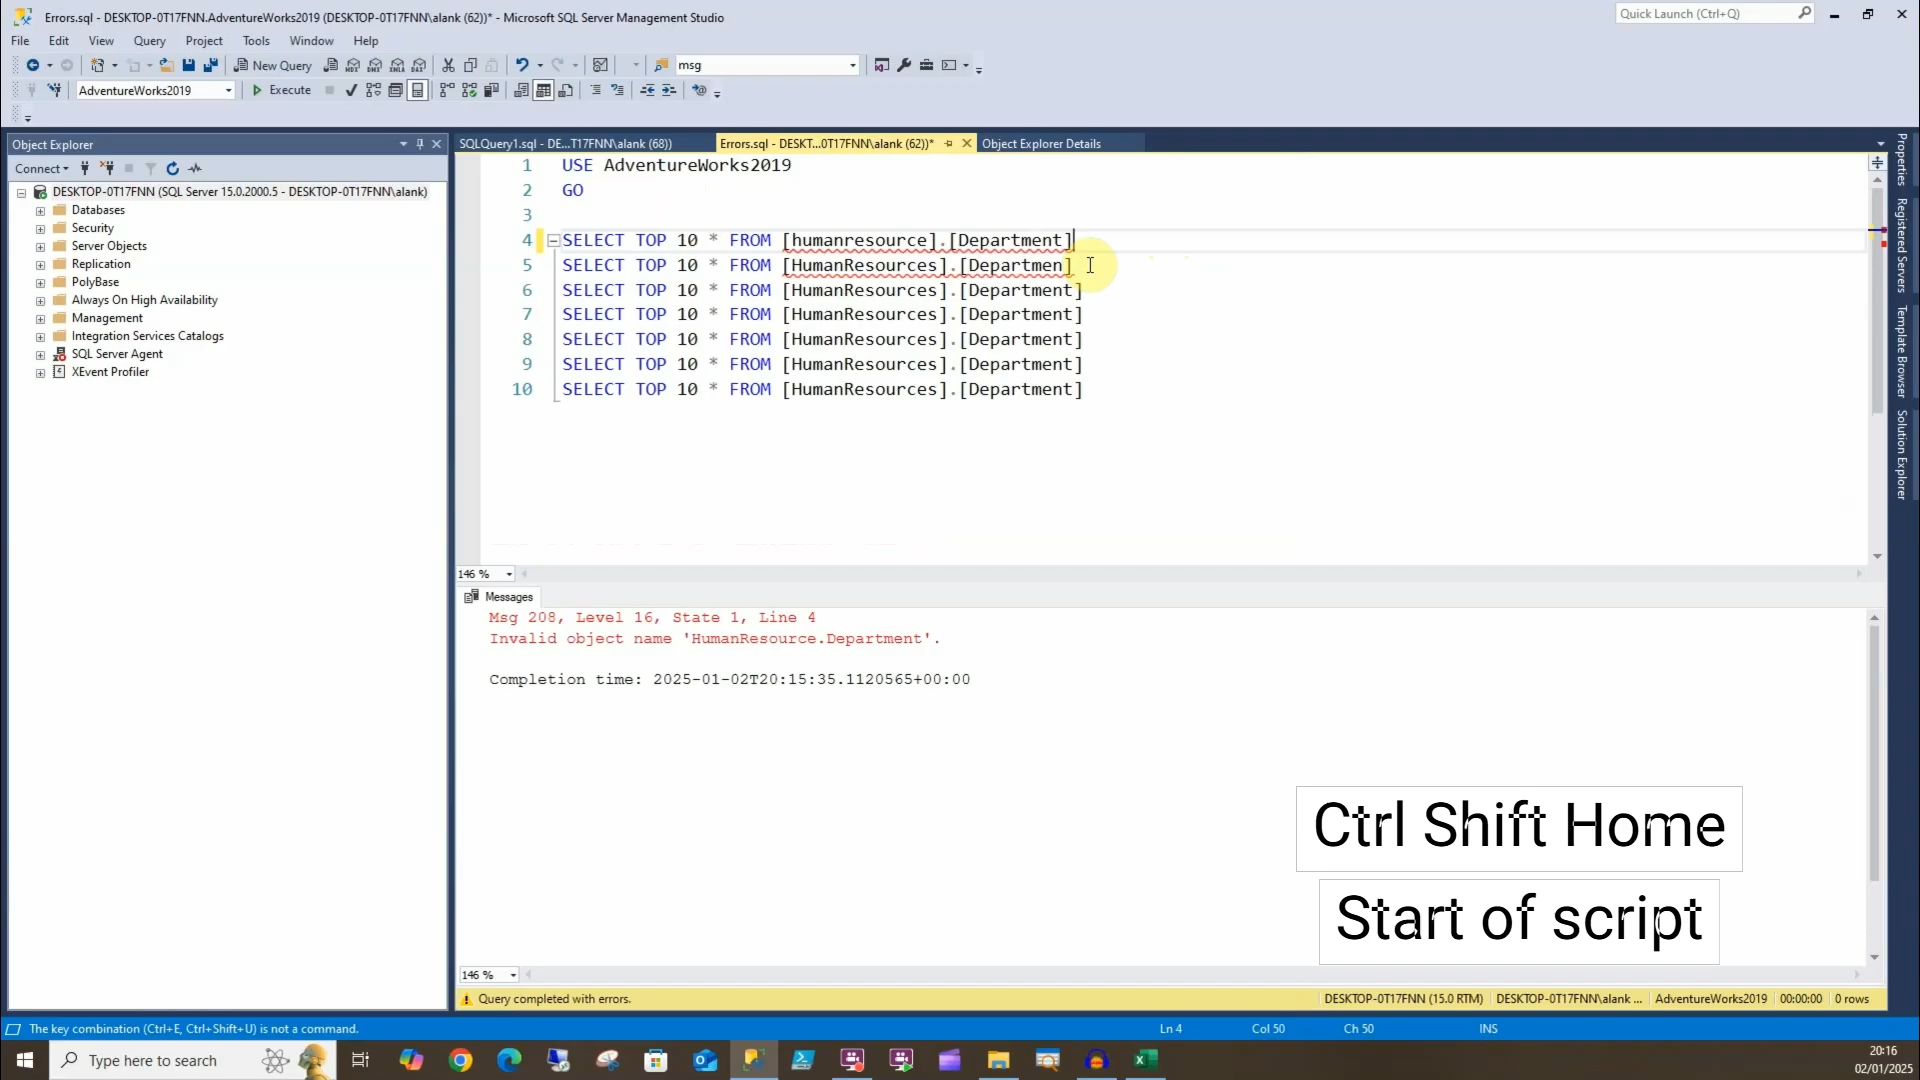 Errors.sql - DESKTOP-0T17FNN.AdventureWorks2019 (DESKTOP-0T17FNN\alank (62))* - Microsoft SQL Server Management Studio
Quick Launch (Ctrl+Q)
File Edit View Query Project Tools Window Help
New Query
msg
AdventureWorks2019
Execute
Object Explorer
Connect
DESKTOP-0T17FNN (SQL Server 15.0.2000.5 - DESKTOP-0T17FNN\alank)
Databases
Security
Server Objects
Replication
PolyBase
Always On High Availability
Management
Integration Services Catalogs
SQL Server Agent
XEvent Profiler
SQLQuery1.sql - DE...T17FNN\alank (68))
Errors.sql - DESKT...0T17FNN\alank (62))*
Object Explorer Details
1 USE AdventureWorks2019
2 GO
3
4 SELECT TOP 10 * FROM [humanresource].[Department]
5 SELECT TOP 10 * FROM [HumanResources].[Departmen]
6 SELECT TOP 10 * FROM [HumanResources].[Department]
7 SELECT TOP 10 * FROM [HumanResources].[Department]
8 SELECT TOP 10 * FROM [HumanResources].[Department]
9 SELECT TOP 10 * FROM [HumanResources].[Department]
10 SELECT TOP 10 * FROM [HumanResources].[Department]
146 %
Messages
Msg 208, Level 16, State 1, Line 4
Invalid object name 'HumanResource.Department'.
Completion time: 2025-01-02T20:15:35.1120565+00:00
Ctrl Shift Home
Start of script
146 %
Query completed with errors.
DESKTOP-0T17FNN (15.0 RTM)
DESKTOP-0T17FNN\alank ...
AdventureWorks2019
00:00:00
0 rows
Properties
Registered Servers
Template Browser
Solution Explorer
The key combination (Ctrl+E, Ctrl+Shift+U) is not a command.
Ln 4
Col 50
Ch 50
INS
Type here to search
20:16
02/01/2025